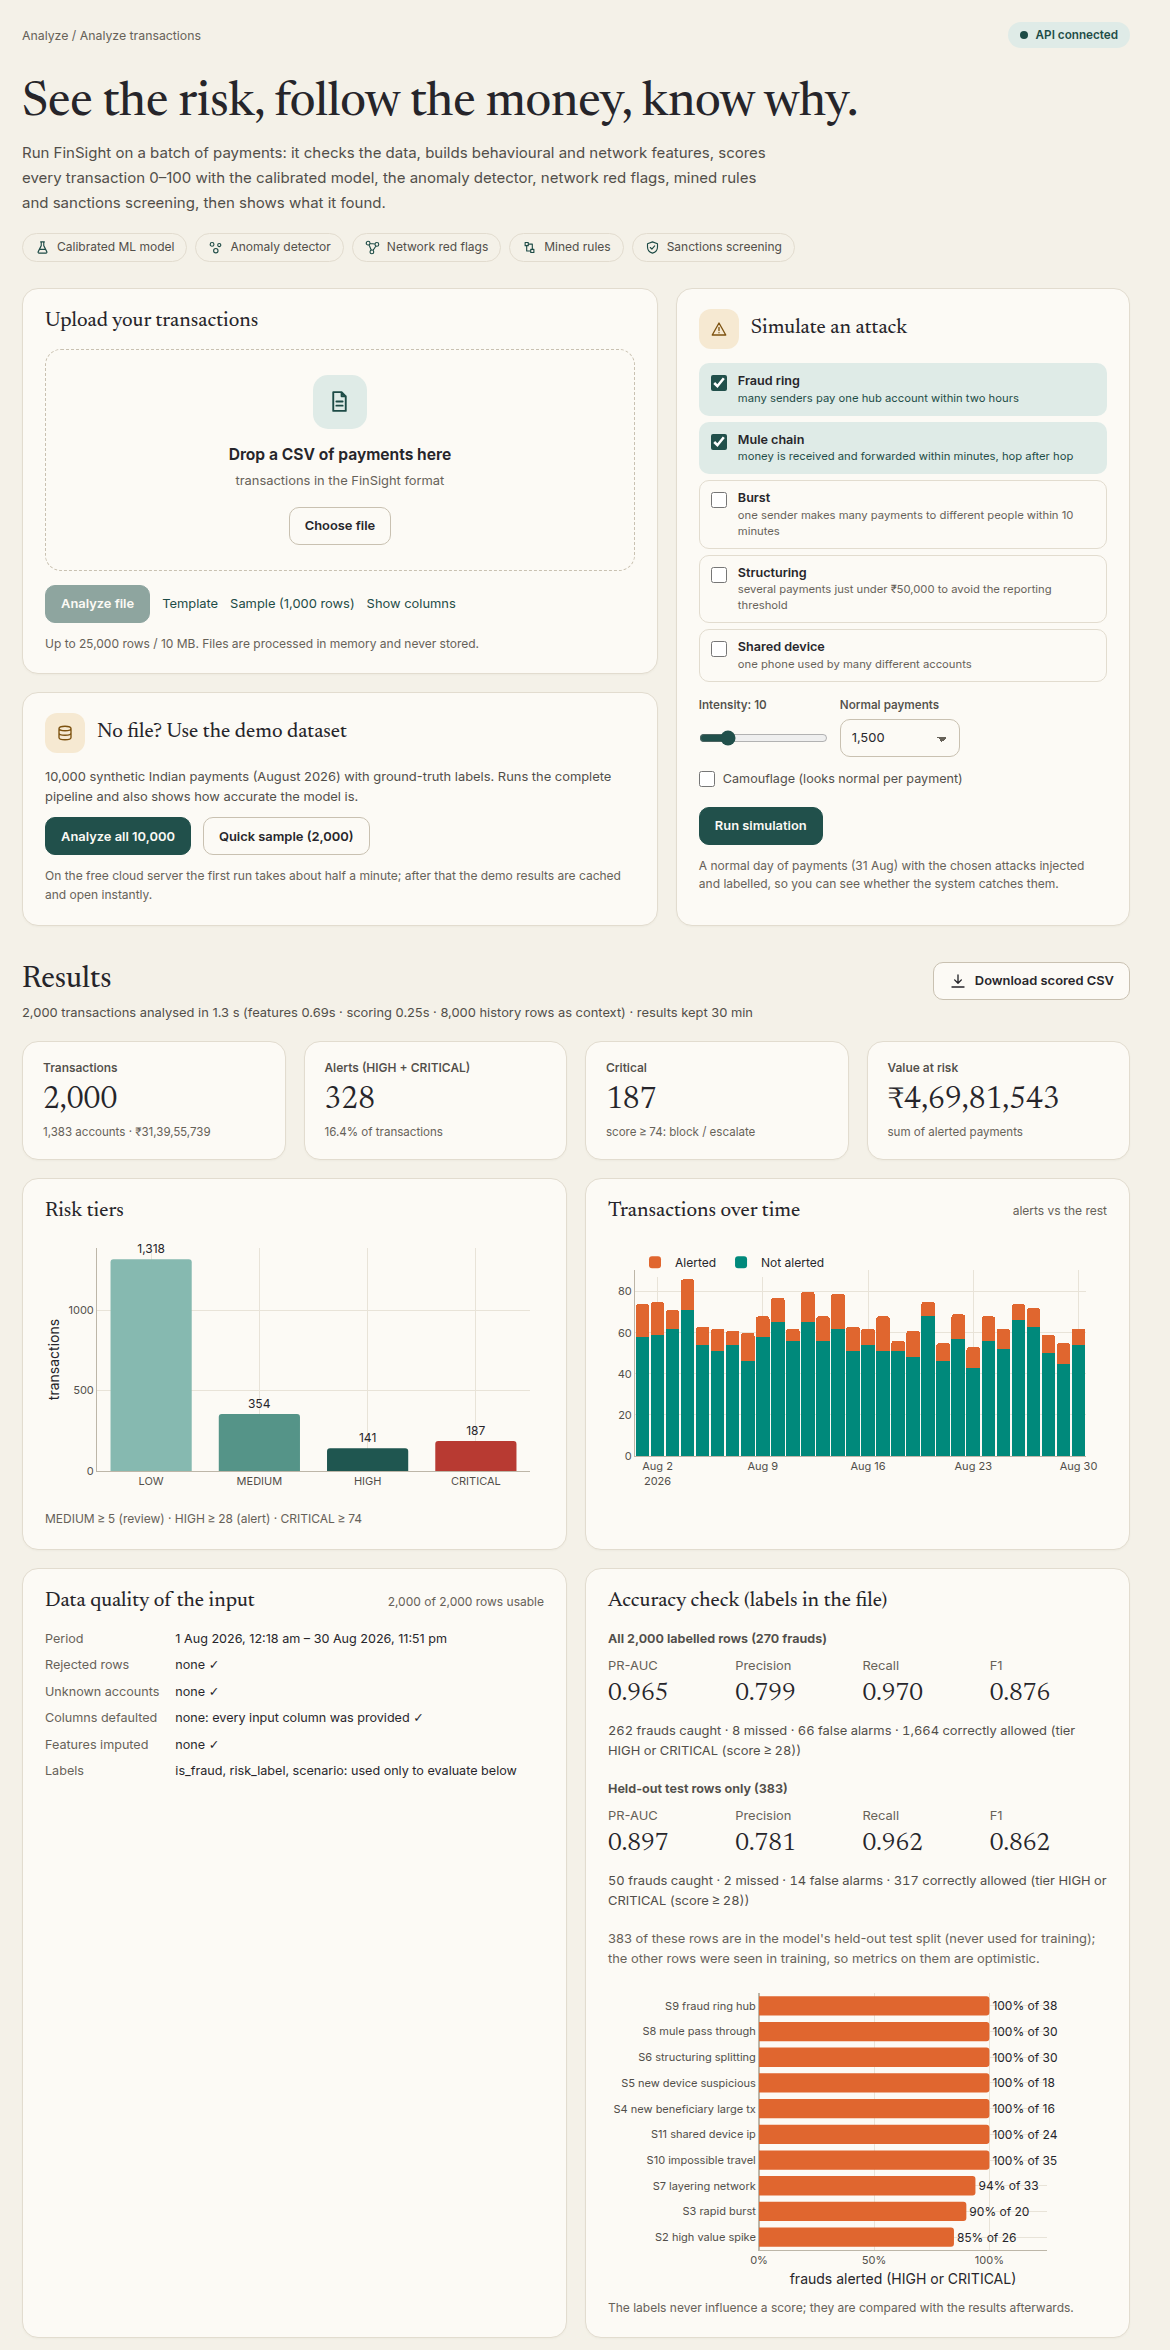 Analyze / Analyze transactions
API connected
See the risk, follow the money, know why.
Run FinSight on a batch of payments: it checks the data, builds behavioural and network features, scores
every transaction 0–100 with the calibrated model, the anomaly detector, network red flags, mined rules
and sanctions screening, then shows what it found.
Calibrated ML model
Anomaly detector
Network red flags
Mined rules
Sanctions screening
Upload your transactions
Drop a CSV of payments here
transactions in the FinSight format
Choose file
Analyze file
Template
Sample (1,000 rows)
Show columns
Up to 25,000 rows / 10 MB. Files are processed in memory and never stored.
No file? Use the demo dataset
10,000 synthetic Indian payments (August 2026) with ground-truth labels. Runs the complete
pipeline and also shows how accurate the model is.
Analyze all 10,000
Quick sample (2,000)
On the free cloud server the first run takes about half a minute; after that the demo results are cached
and open instantly.
Simulate an attack
Fraud ring
many senders pay one hub account within two hours
Mule chain
money is received and forwarded within minutes, hop after hop
Burst
one sender makes many payments to different people within 10
minutes
Structuring
several payments just under ₹50,000 to avoid the reporting
threshold
Shared device
one phone used by many different accounts
Intensity: 10
Normal payments
1,500
Camouflage (looks normal per payment)
Run simulation
A normal day of payments (31 Aug) with the chosen attacks injected
and labelled, so you can see whether the system catches them.
Results
Download scored CSV
2,000 transactions analysed in 1.3 s (features 0.69s · scoring 0.25s · 8,000 history rows as context) · results kept 30 min
Transactions
2,000
1,383 accounts · ₹31,39,55,739
Alerts (HIGH + CRITICAL)
328
16.4% of transactions
Critical
187
score ≥ 74: block / escalate
Value at risk
₹4,69,81,543
sum of alerted payments
Risk tiers
transactions
1000
500
0
1,318
354
141
187
LOW
MEDIUM
HIGH
CRITICAL
MEDIUM ≥ 5 (review) · HIGH ≥ 28 (alert) · CRITICAL ≥ 74
Transactions over time
alerts vs the rest
Alerted
Not alerted
80
60
40
20
0
Aug 2
2026
Aug 9
Aug 16
Aug 23
Aug 30
Data quality of the input
2,000 of 2,000 rows usable
Period 1 Aug 2026, 12:18 am – 30 Aug 2026, 11:51 pm
Rejected rows none ✓
Unknown accounts none ✓
Columns defaulted none: every input column was provided ✓
Features imputed none ✓
Labels is_fraud, risk_label, scenario: used only to evaluate below
Accuracy check (labels in the file)
All 2,000 labelled rows (270 frauds)
PR-AUC Precision Recall F1
0.965 0.799 0.970 0.876
262 frauds caught · 8 missed · 66 false alarms · 1,664 correctly allowed (tier
HIGH or CRITICAL (score ≥ 28))
Held-out test rows only (383)
PR-AUC Precision Recall F1
0.897 0.781 0.962 0.862
50 frauds caught · 2 missed · 14 false alarms · 317 correctly allowed (tier HIGH or
CRITICAL (score ≥ 28))
383 of these rows are in the model's held-out test split (never used for training);
the other rows were seen in training, so metrics on them are optimistic.
S9 fraud ring hub 100% of 38
S8 mule pass through 100% of 30
S6 structuring splitting 100% of 30
S5 new device suspicious 100% of 18
S4 new beneficiary large tx 100% of 16
S11 shared device ip 100% of 24
S10 impossible travel 100% of 35
S7 layering network 94% of 33
S3 rapid burst 90% of 20
S2 high value spike 85% of 26
0% 50% 100%
frauds alerted (HIGH or CRITICAL)
The labels never influence a score; they are compared with the results afterwards.